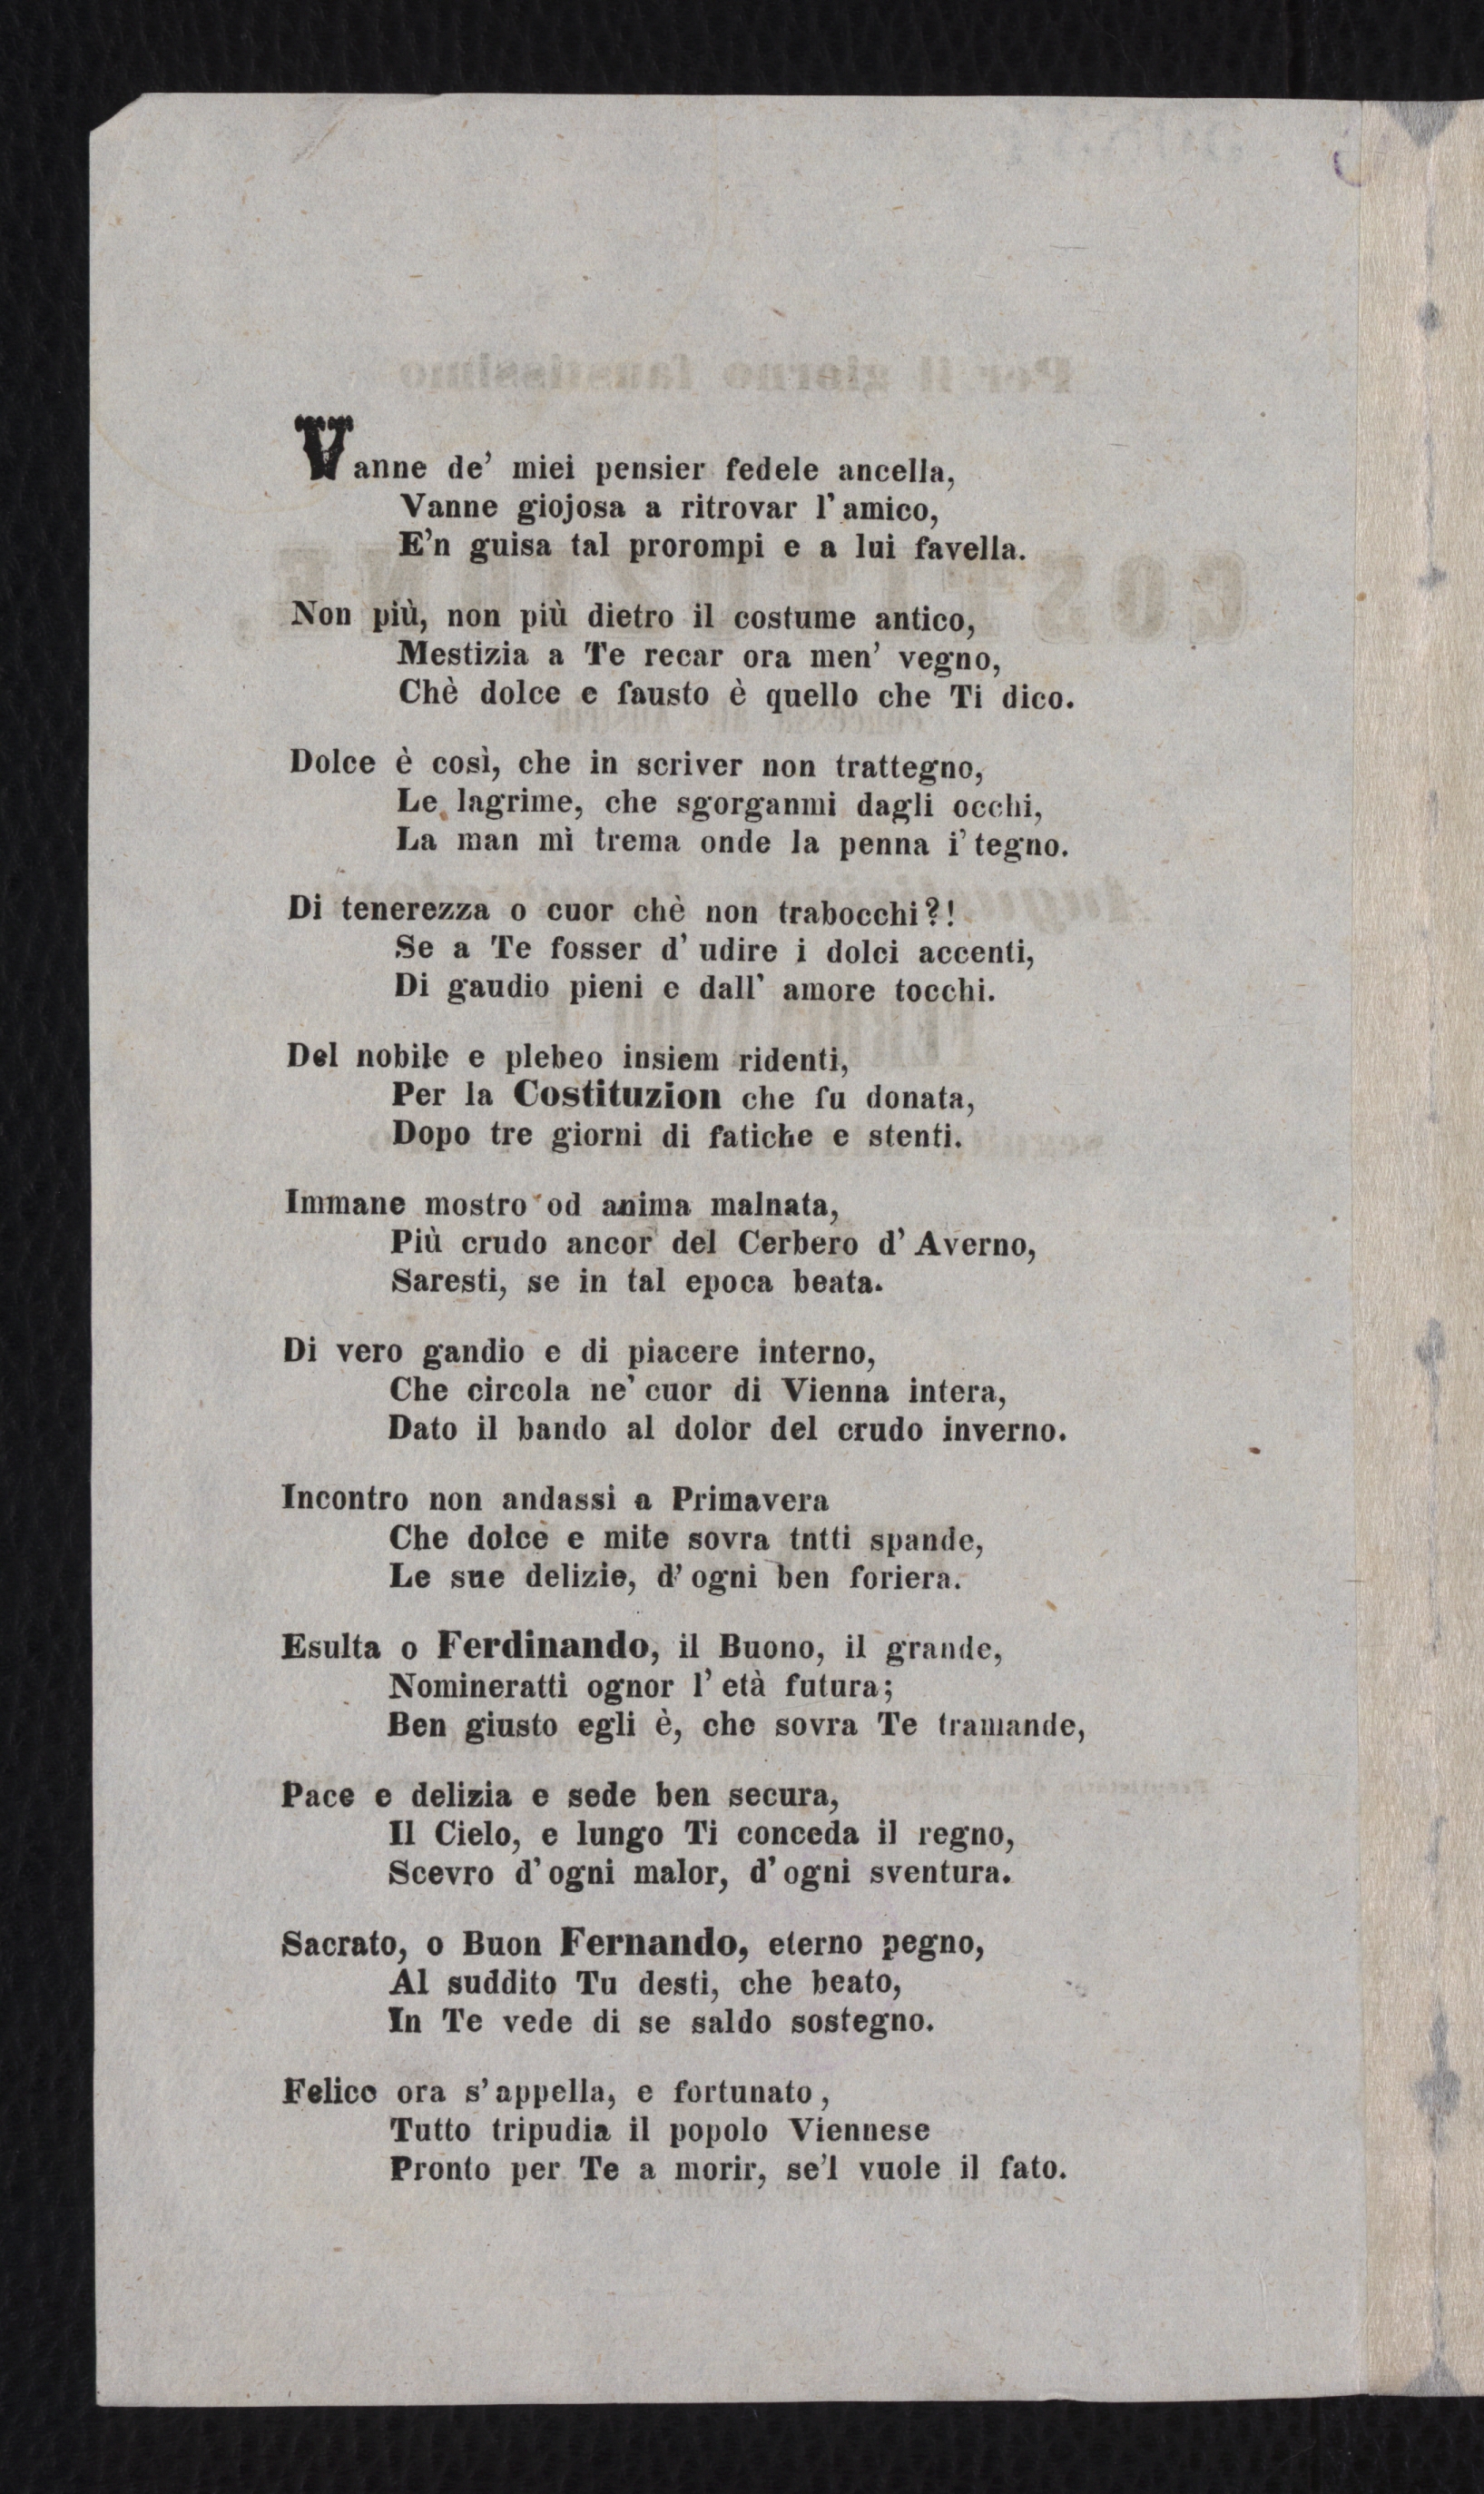 Vanne de' miei pensier fedele ancella,
Vanne giojosa a ritrovar l'amico,
E'n guisa tal prorompi e a lui favella.
Non più, non più dietro il costume antico,
Mestizia a Te recar ora men' vegno,
Chè dolce e fausto è quello che Ti dico.
Dolce è così, che in scriver non trattegno,
Le lagrime, che sgorganmi dagli occhi,
La man mi trema onde la penna i'tegno.
Di tenerezza o cuor chè non trabocchi?!
Se a Te fosser d'udire i dolci accenti,
Di gaudio pieni e dall' amore tocchi.
Del nobile e plebeo insiem ridenti,
Per la Costituzion che fu donata,
Dopo tre giorni di fatiche e stenti.
Immane mostro od anima malnata,
Più crudo ancor del Cerbero d'Averno,
Saresti, se in tal epoca beata.
Di vero gandio e di piacere interno,
Che circola ne'cuor di Vienna intera,
Dato il bando al dolor del crudo inverno.
Incontro non andassi a Primavera
Che dolce e mite sovra tntti spande,
Le sue delizie, d'ogni ben foriera.
Esulta o Ferdinando, il Buono, il grande,
Nomineratti ognor l'età futura;
Ben giusto egli è, che sovra Te tramande,
Pace e delizia e sede ben secura,
Il Cielo, e lungo Ti conceda il regno,
Scevro d'ogni malor, d'ogni sventura.
Sacrato, o Buon Fernando, eterno pegno,
Al suddito Tu desti, che beato,
In Te vede di se saldo sostegno.
Felice ora s'appella, e fortunato,
Tutto tripudia il popolo Viennese
Pronto per Te a morir, se'l vuole il fato.